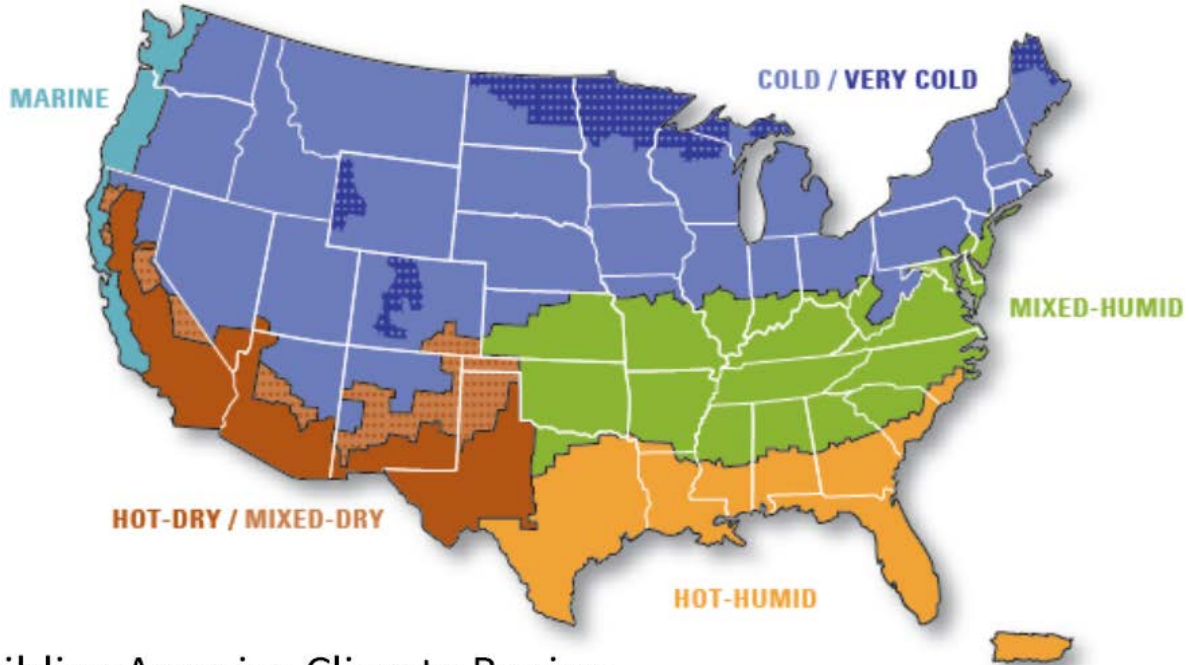 COLD / VERY COLD
MARINE
MIXED-HUMID
HOT-DRY / MIXED-DRY
HOT-HUMID